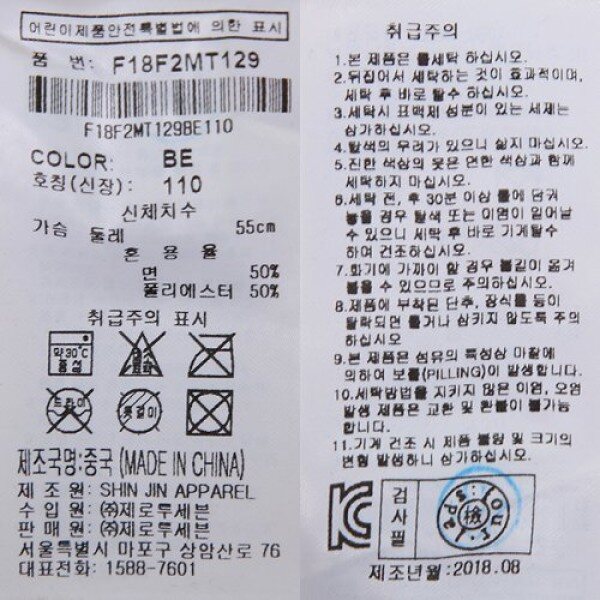 어린이제품안전특별법에 의한 표시
품 번: F18F2MT129
F18F2MT129BE110
COLOR: BE
호칭(신장): 110
신체치수
가슴 둘레 55cm
혼 용 율
면 50%
폴리에스터 50%
취급주의 표시
약30℃
중성
드라이
제조국명:중국 (MADE IN CHINA)
제 조 원: SHIN JIN APPAREL
수 입 원: ㈜제로투세븐
판 매 원: ㈜제로투세븐
서울특별시 마포구 상암산로 76
대표전화: 1588-7601
취급주의
1.본 제품은 물세탁 하십시오.
2.뒤집어서 세탁하는 것이 효과적이며,
세탁 후 바로 탈수 하십시오.
3.세탁시 표백제 성분이 있는 세제는
삼가하십시오.
4.탈색의 우려가 있으니 삶지 마십시오.
5.진한 색상의 옷은 면한 색상과 함께
세탁하지 마십시오.
6.세탁 전, 후 30분 이상 물에 담궈
놓을 경우 탈색 또는 이염이 일어날
수 있으니 세탁 후 바로 기계탈수
하여 건조하십시오.
7.화기에 가까이 할 경우 불길이 옮겨
붙을 수 있으므로 주의하십시오.
8.제품에 부착된 단추, 장식물 등이
탈락되면 물거나 삼키지 않도록 주의
하십시오
9.본 제품은 섬유의 특성상 마찰에
의하여 보풀(PILLING)이 발생합니다.
10.세탁방법을 지키지 않은 이염, 오염
발생 제품은 교환 및 환불이 불가능
합니다.
11.기계 건조 시 제품 불량 및 크기의
변형 발생하니 삼가하십시오.
검
사
필
檢
제조년월:2018.08